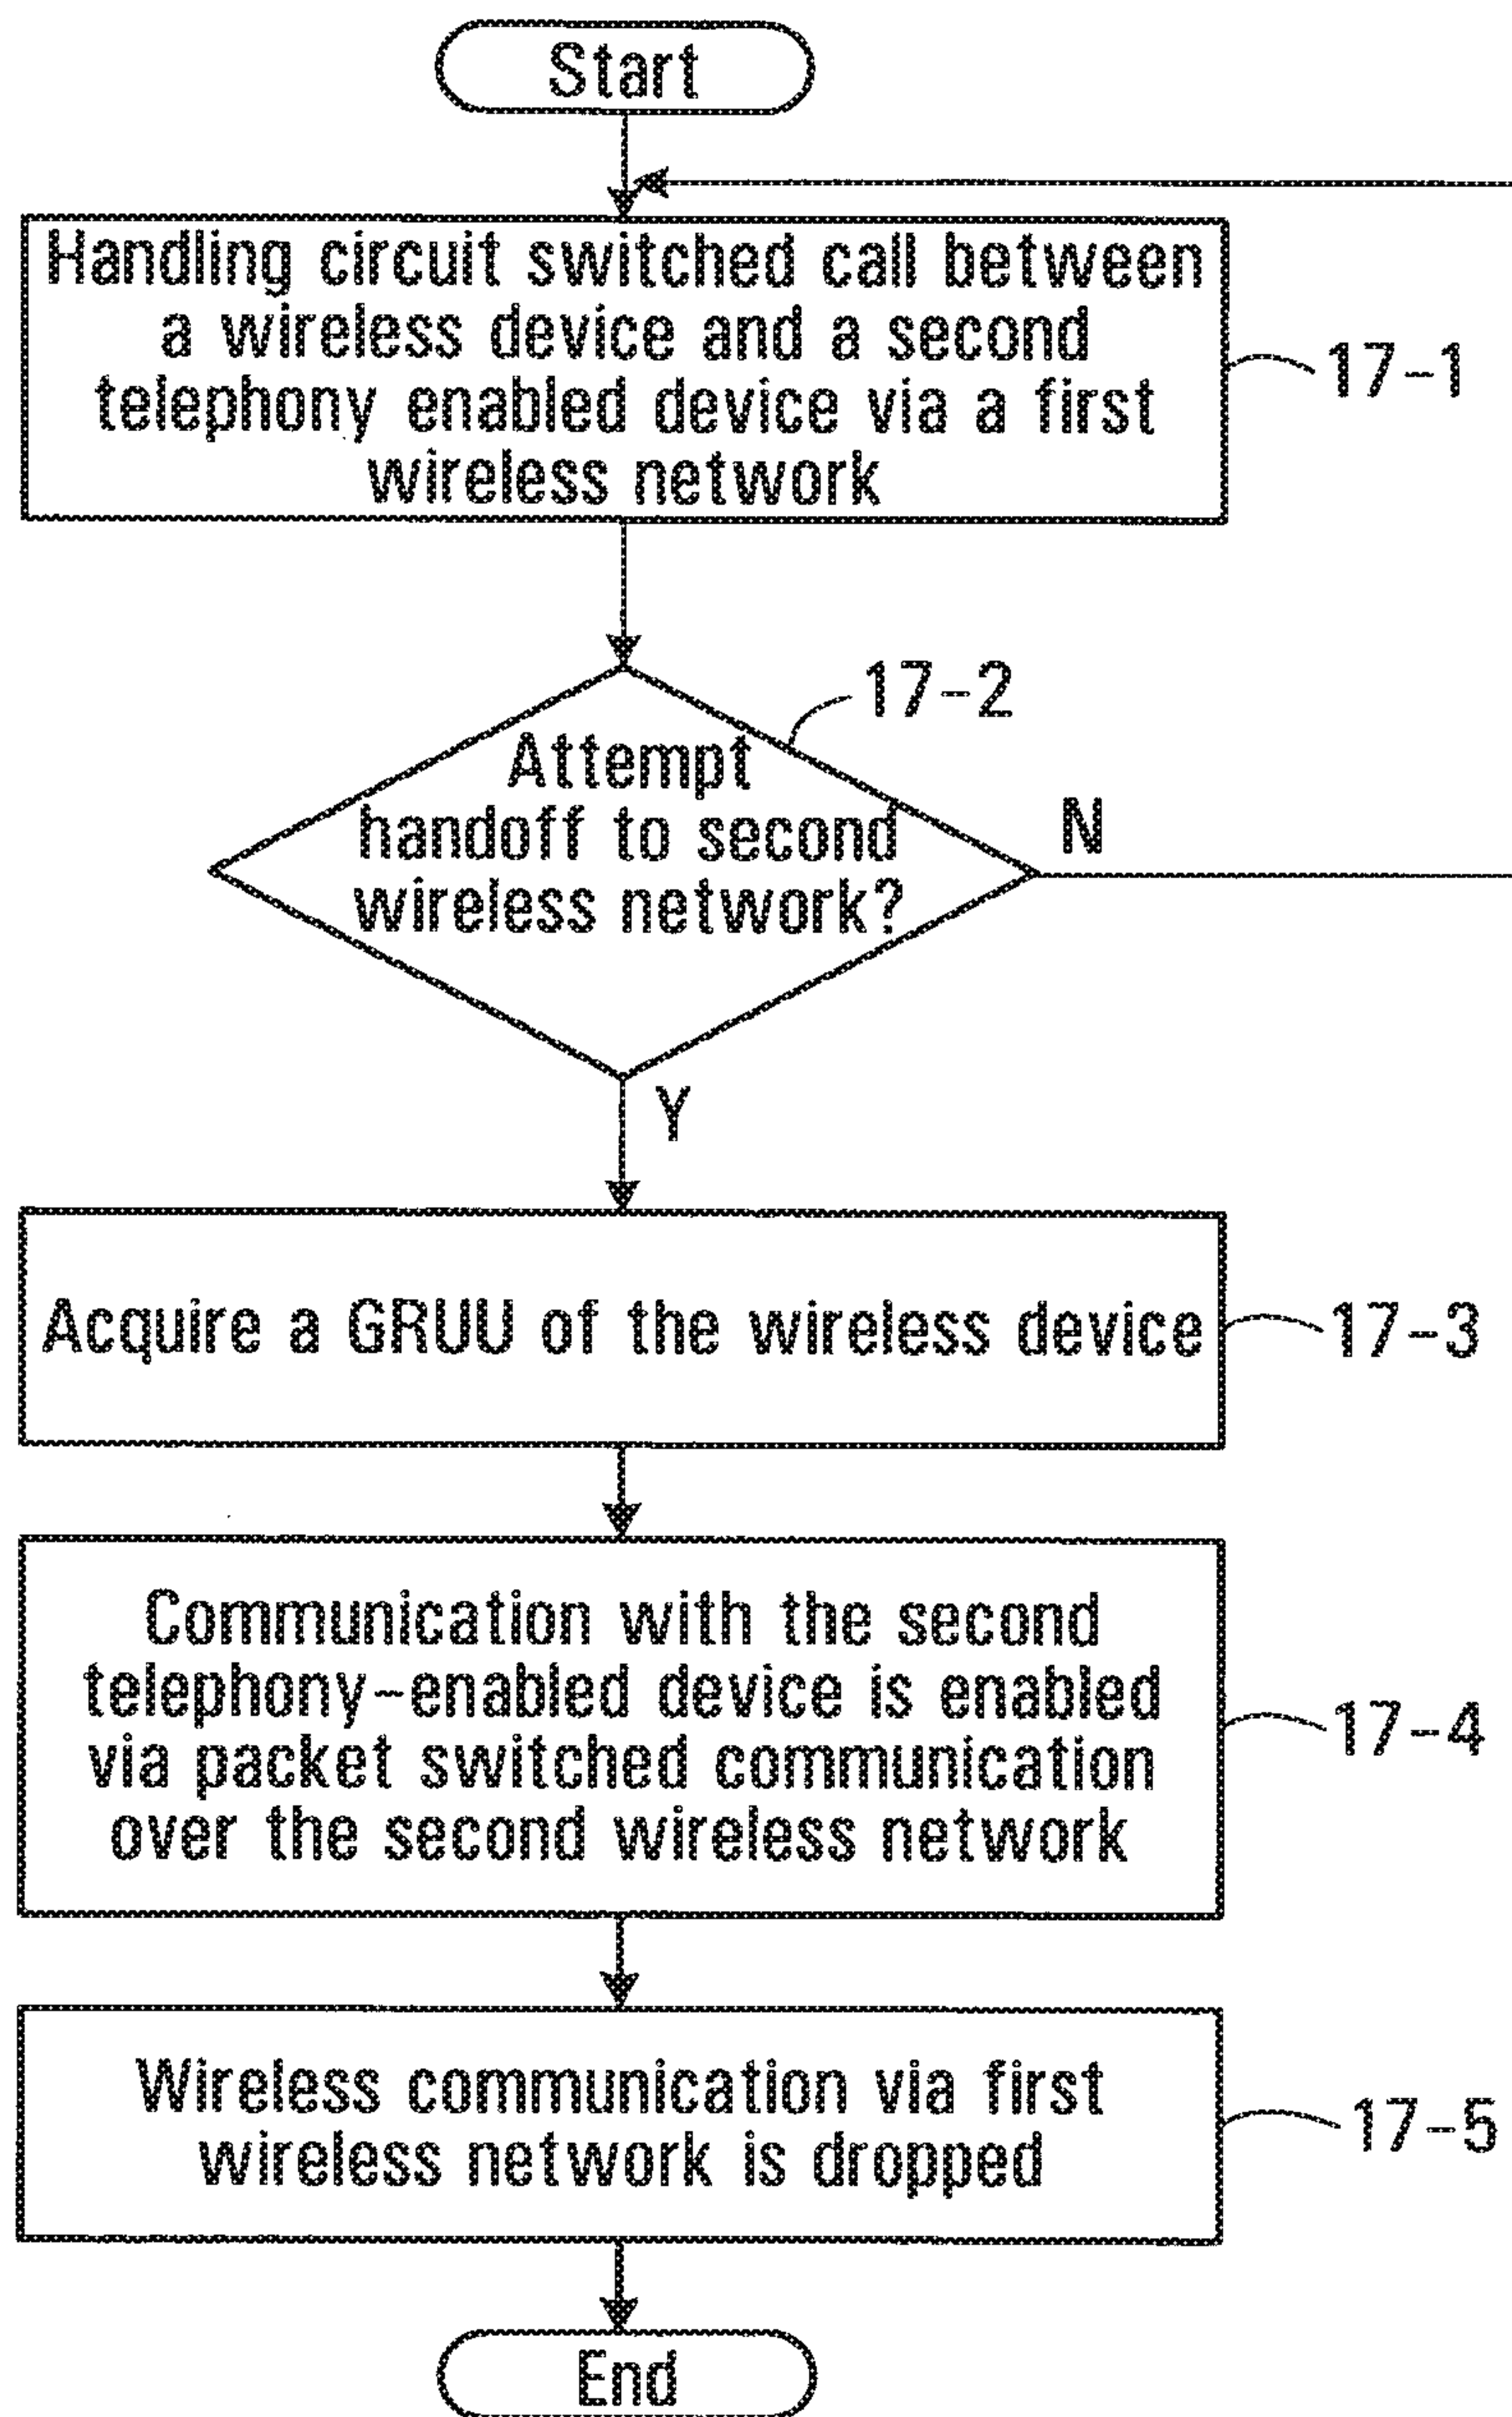 Start
Handling circuit switched call between
a wireless device and a second
telephony enabled device via a first
wireless network
17-1
17-2
Attempt
handoff to second
wireless network?
N
Y
Acquire a GRUU of the wireless device
17-3
Communication with the second
telephony-enabled device is enabled
via packet switched communication
over the second wireless network
17-4
Wireless communication via first
wireless network is dropped
17-5
End